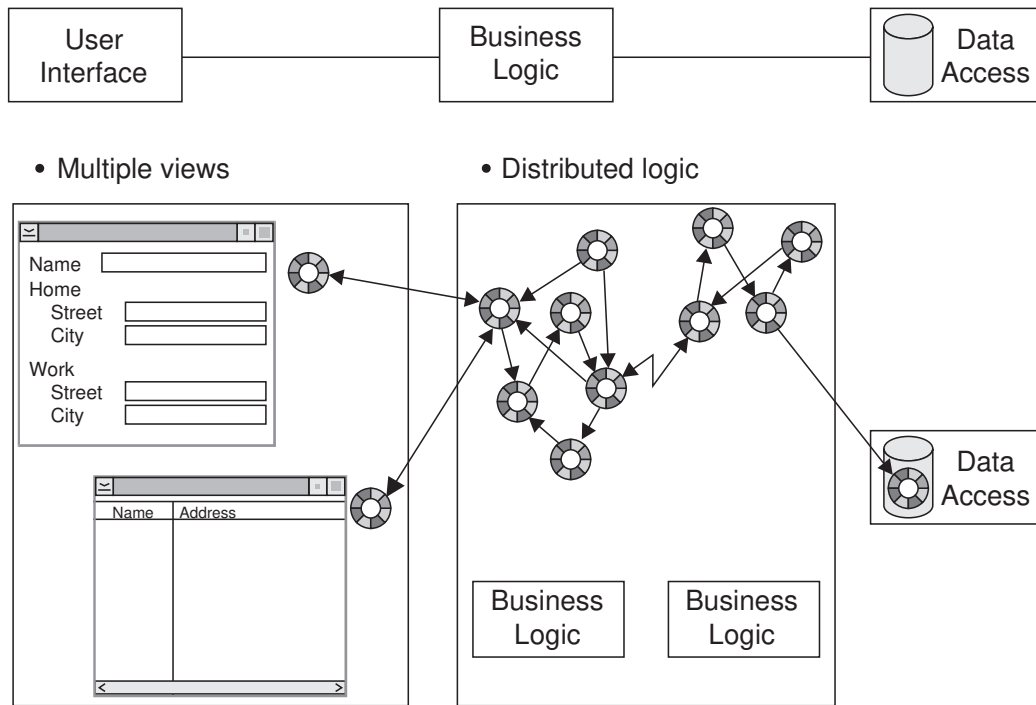 User
Interface
Business
Logic
Data
Access
• Multiple views
• Distributed logic
Name
Home
Street
City
Work
Street
City
Name Address
Data
Access
Business
Logic
Business
Logic